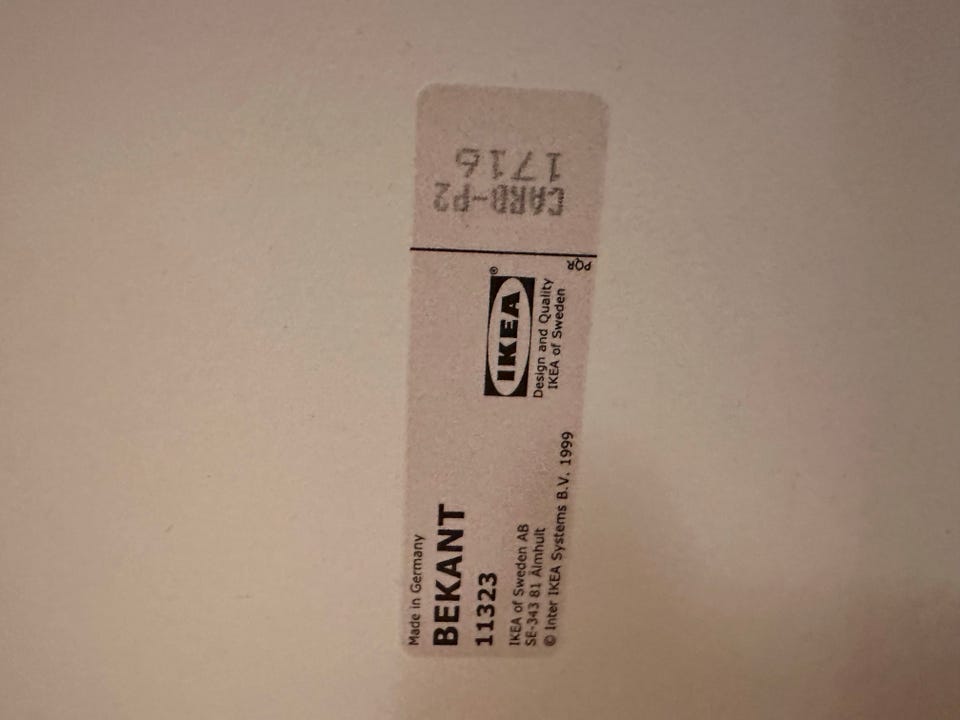 Made in Germany
BEKANT
11323
IKEA of Sweden AB
SE-343 81 Älmhult
© Inter IKEA Systems B.V. 1999
IKEA®
Design and Quality
IKEA of Sweden
PQR
CARB-P2
1716